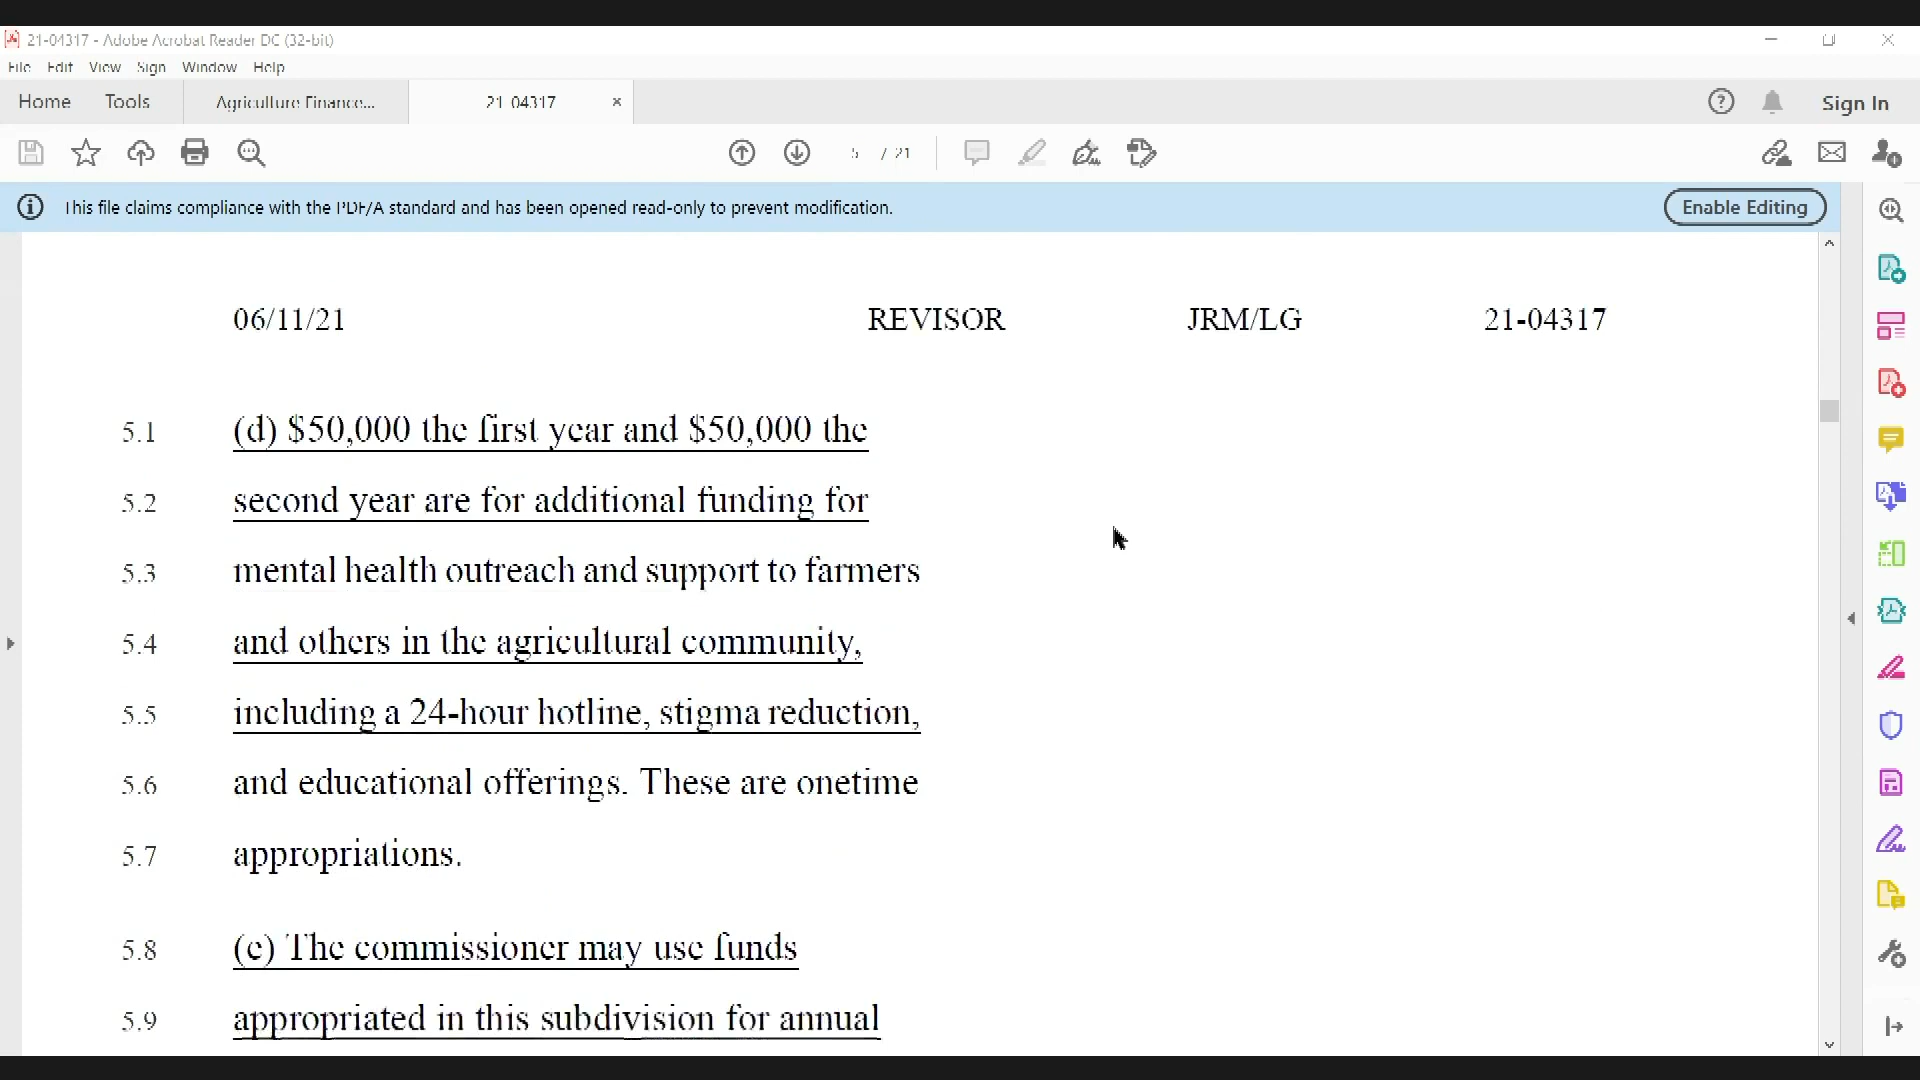 21-04317 - Adobe Acrobat Reader DC (32-bit)
File Edit View Sign Window Help
Home Tools Agriculture Finance... 21-04317 × Sign In
5 / 21
This file claims compliance with the PDF/A standard and has been opened read-only to prevent modification. Enable Editing
06/11/21 REVISOR JRM/LG 21-04317
5.1 (d) $50,000 the first year and $50,000 the
5.2 second year are for additional funding for
5.3 mental health outreach and support to farmers
5.4 and others in the agricultural community,
5.5 including a 24-hour hotline, stigma reduction,
5.6 and educational offerings. These are onetime
5.7 appropriations.
5.8 (e) The commissioner may use funds
5.9 appropriated in this subdivision for annual